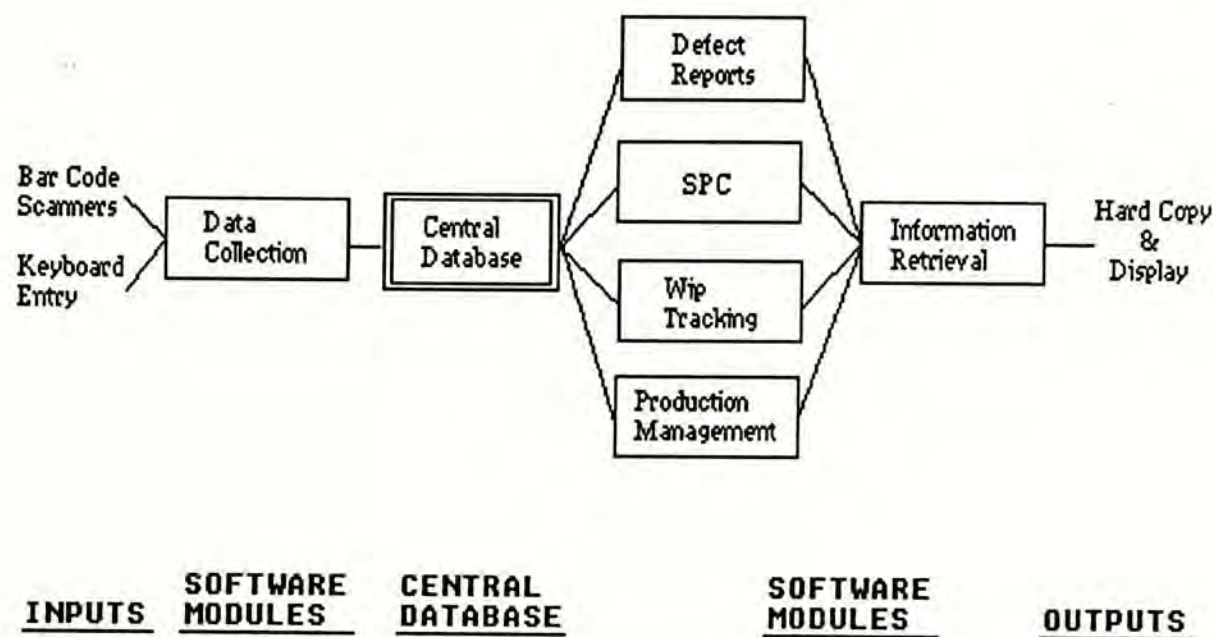 Defect
Reports
SPC
Bar Code
Scanners
Keyboard
Entry
Data
Collection
Central
Database
Wip
Tracking
Production
Management
Information
Retrieval
Hard Copy
&
Display
INPUTS
SOFTWARE
MODULES
CENTRAL
DATABASE
SOFTWARE
MODULES
OUTPUTS